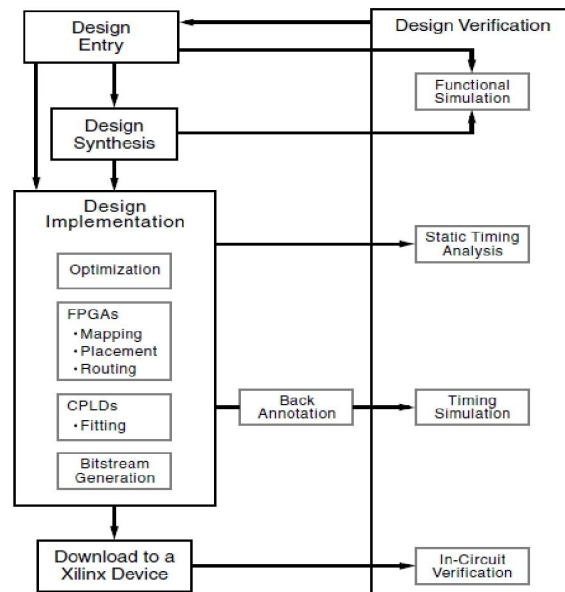 Design
Entry
Design Verification
Functional
Simulation
Design
Synthesis
Design
Implementation
Static Timing
Analysis
Optimization
FPGAs
·Mapping
·Placement
·Routing
Back
Annotation
Timing
Simulation
CPLDs
·Fitting
Bitstream
Generation
Download to a
Xilinx Device
In-Circuit
Verification